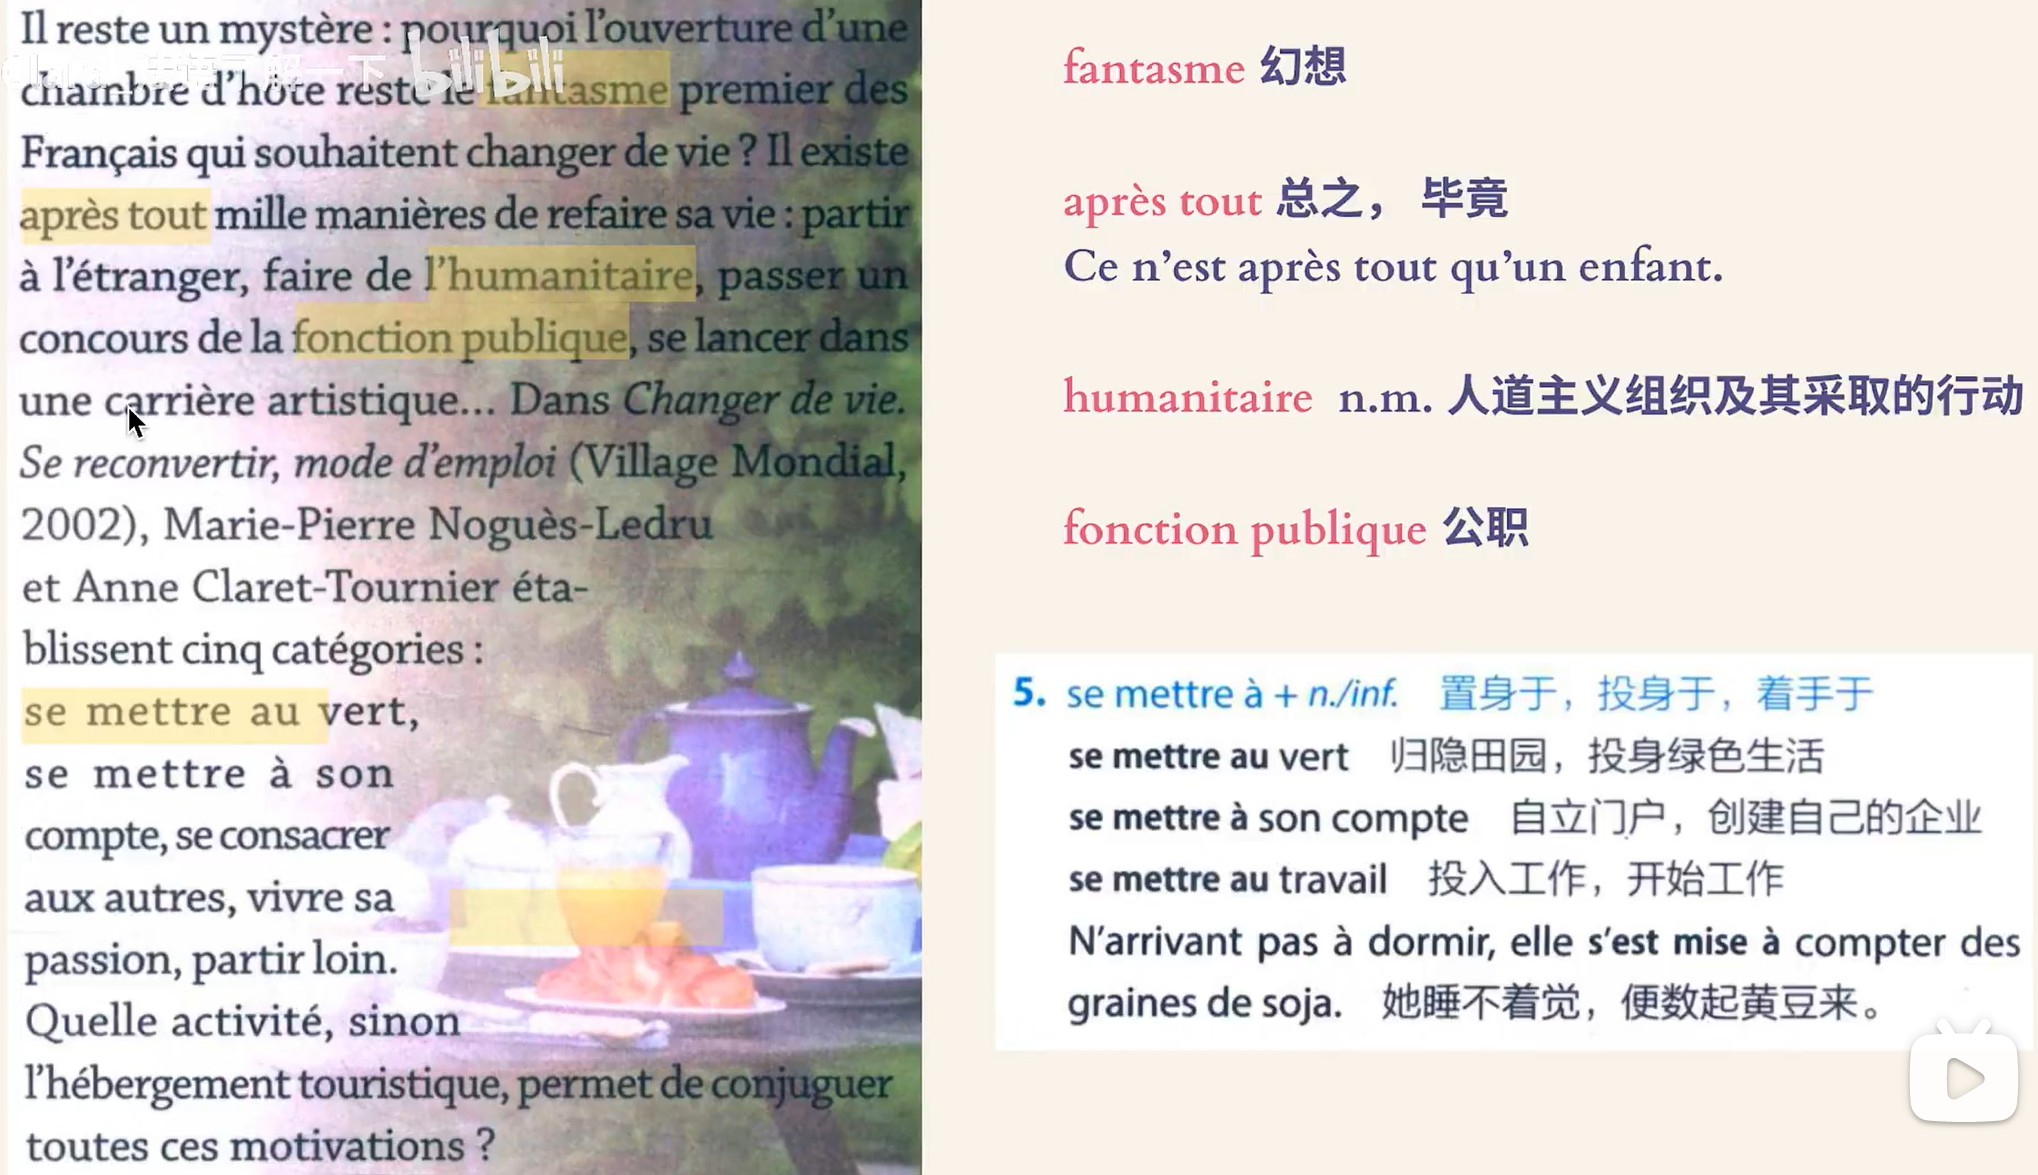 Il reste un mystère : pourquoi l'ouverture d'une
chambre d'hôte reste le fantasme premier des
Français qui souhaitent changer de vie ? Il existe
après tout mille manières de refaire sa vie : partir
à l'étranger, faire de l'humanitaire, passer un
concours de la fonction publique, se lancer dans
une carrière artistique... Dans Changer de vie.
Se reconvertir, mode d'emploi (Village Mondial,
2002), Marie-Pierre Noguès-Ledru
et Anne Claret-Tournier éta-
blissent cinq catégories :
se mettre au vert,
se mettre à son
compte, se consacrer
aux autres, vivre sa
passion, partir loin.
Quelle activité, sinon
l'hébergement touristique, permet de conjuguer
toutes ces motivations ?
bilibili
fantasme 幻想
après tout 总之， 毕竟
Ce n'est après tout qu'un enfant.
humanitaire n.m. 人道主义组织及其采取的行动
fonction publique 公职
5. se mettre à + n./inf. 置身于，投身于，着手于
se mettre au vert 归隐田园，投身绿色生活
se mettre à son compte 自立门户，创建自己的企业
se mettre au travail 投入工作，开始工作
N'arrivant pas à dormir, elle s'est mise à compter des
graines de soja. 她睡不着觉，便数起黄豆来。